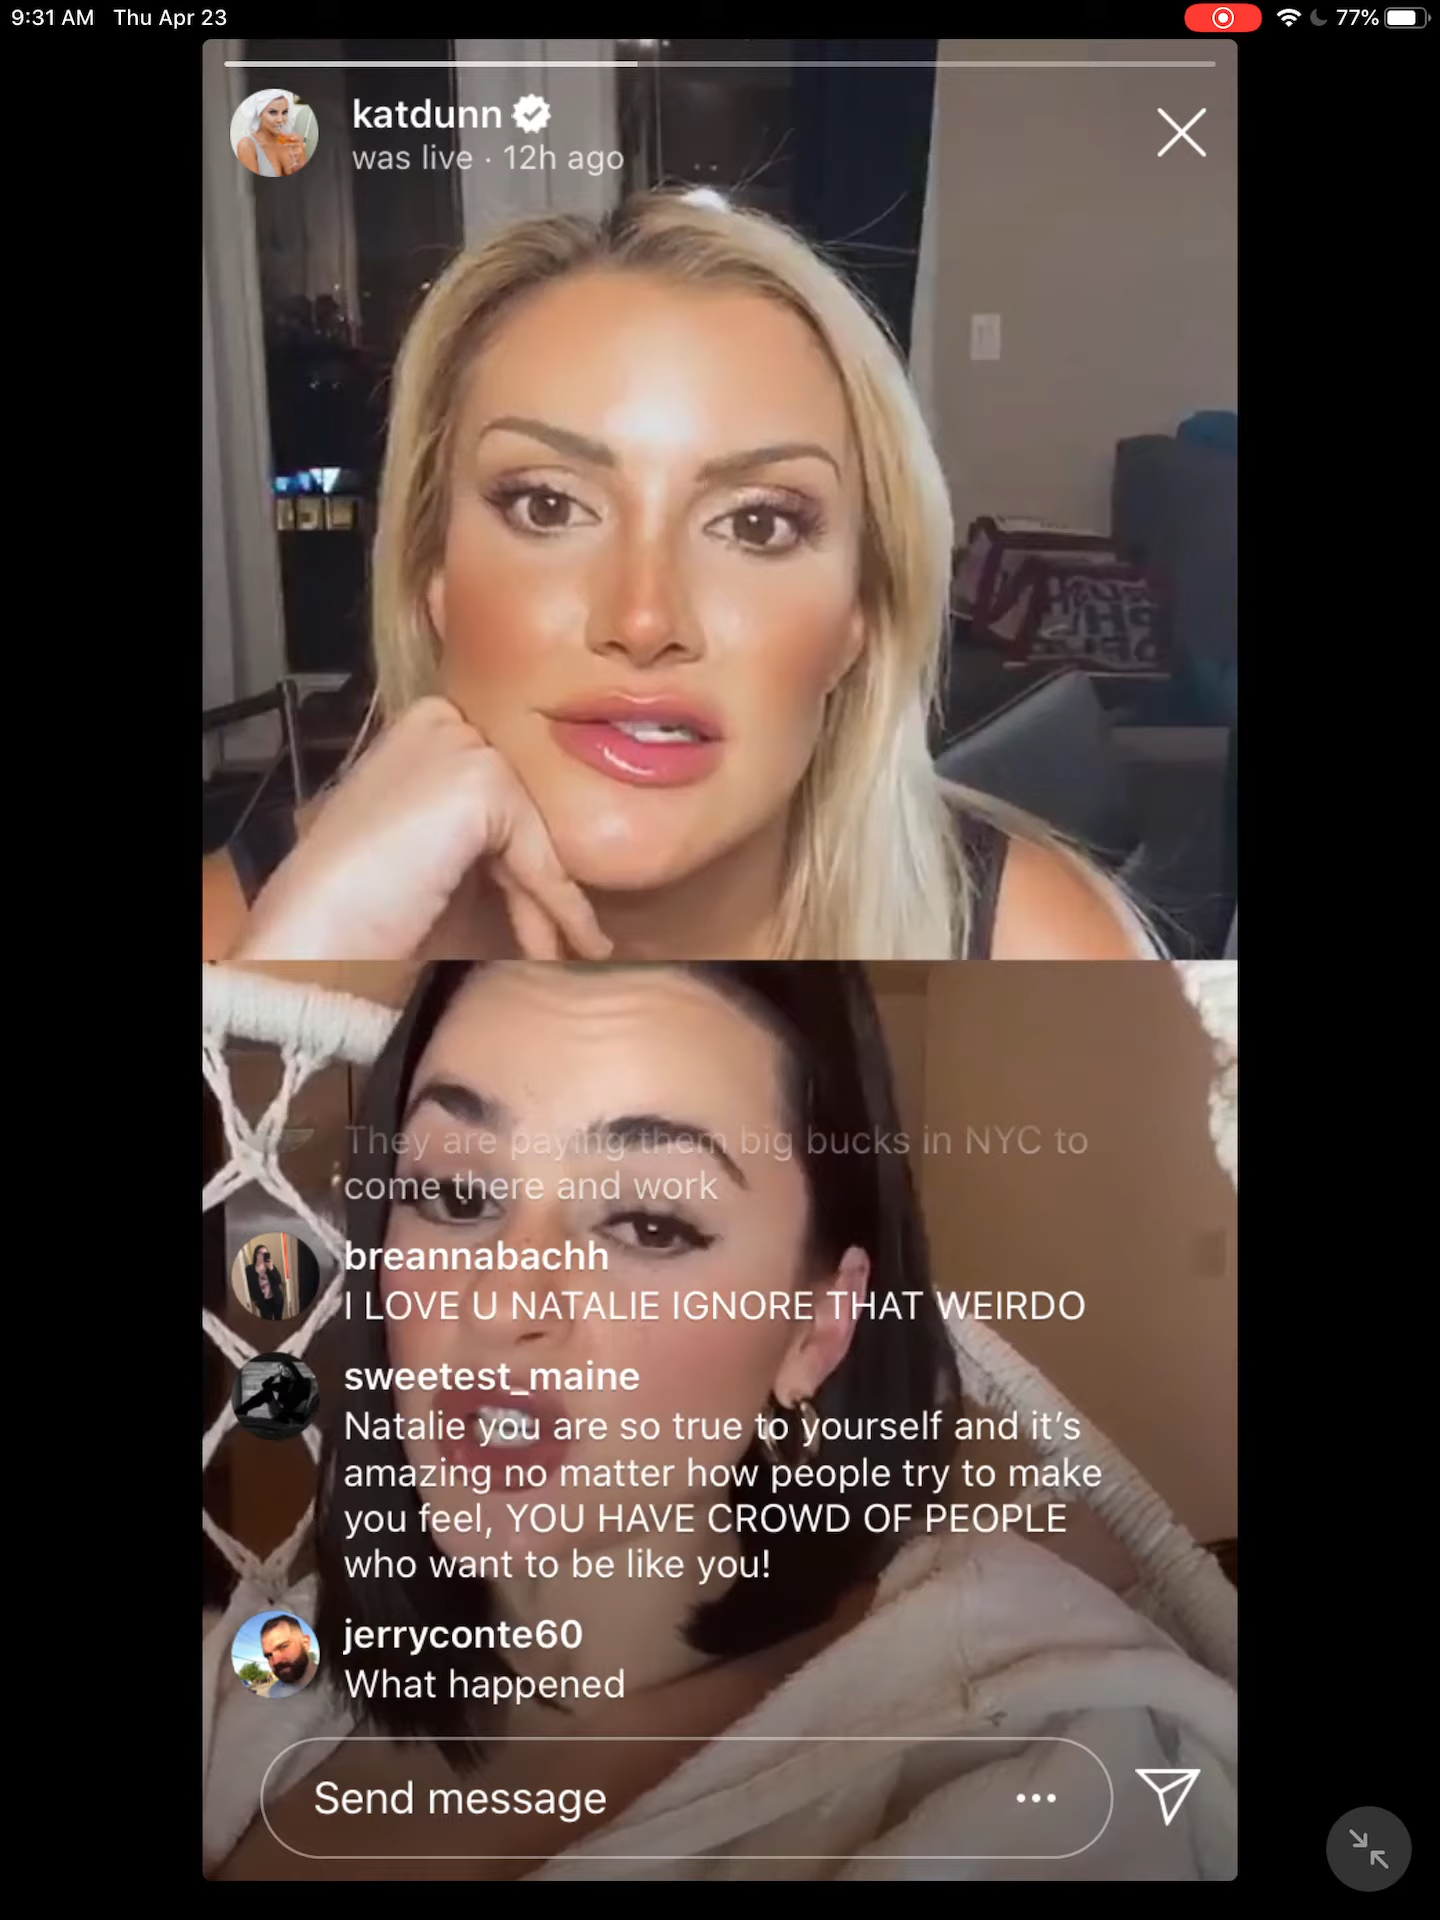 9:31 AM Thu Apr 23
77%
katdunn
was live · 12h ago
They are paying them big bucks in NYC to
come there and work
breannabachh
I LOVE U NATALIE IGNORE THAT WEIRDO
sweetest_maine
Natalie you are so true to yourself and it’s
amazing no matter how people try to make
you feel, YOU HAVE CROWD OF PEOPLE
who want to be like you!
jerryconte60
What happened
Send message